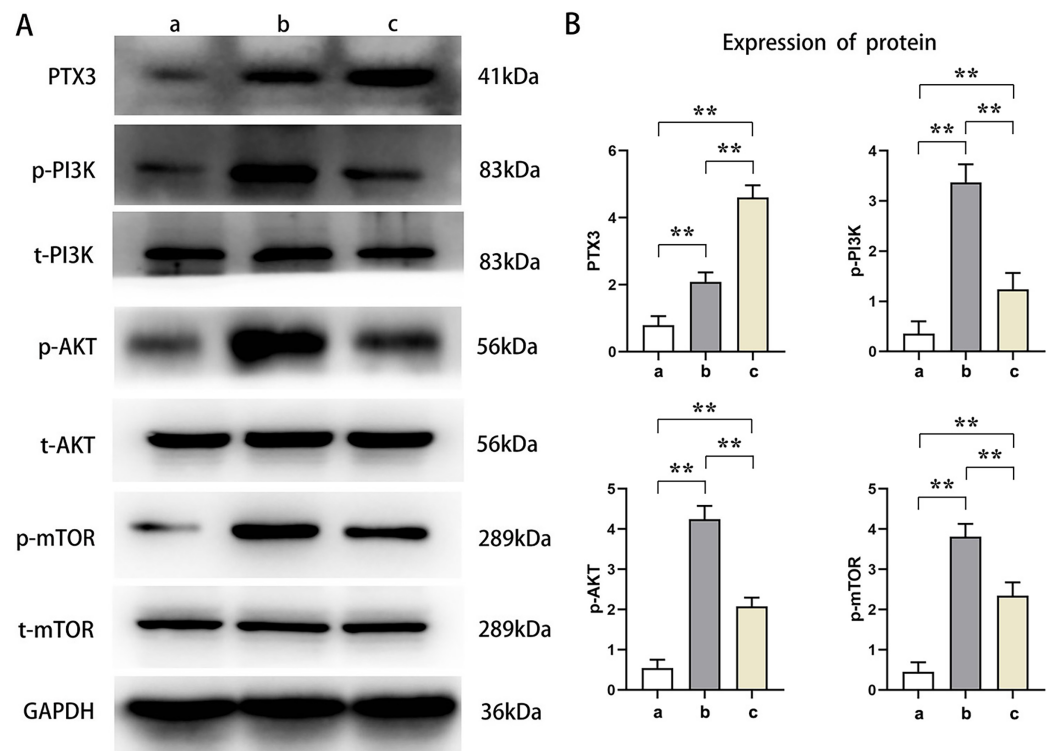 A
a b c
PTX3 41kDa
p-PI3K 83kDa
t-PI3K 83kDa
p-AKT 56kDa
t-AKT 56kDa
p-mTOR 289kDa
t-mTOR 289kDa
GAPDH 36kDa
B
Expression of protein
PTX3
6
4
2
0
**
**
**
a b c
p-PI3K
4
3
2
1
0
**
**
**
a b c
p-AKT
5
4
3
2
1
0
**
**
**
a b c
p-mTOR
5
4
3
2
1
0
**
**
**
a b c